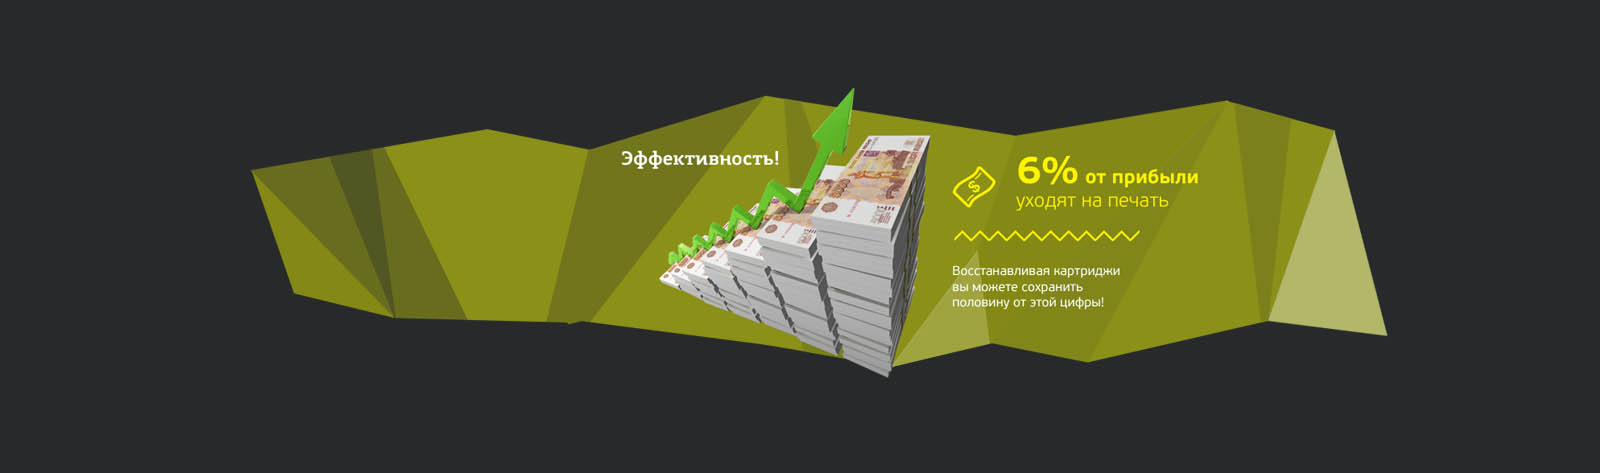 Эффективность!
6% от прибыли
уходят на печать
Восстанавливая картриджи
вы можете сохранить
половину от этой цифры!